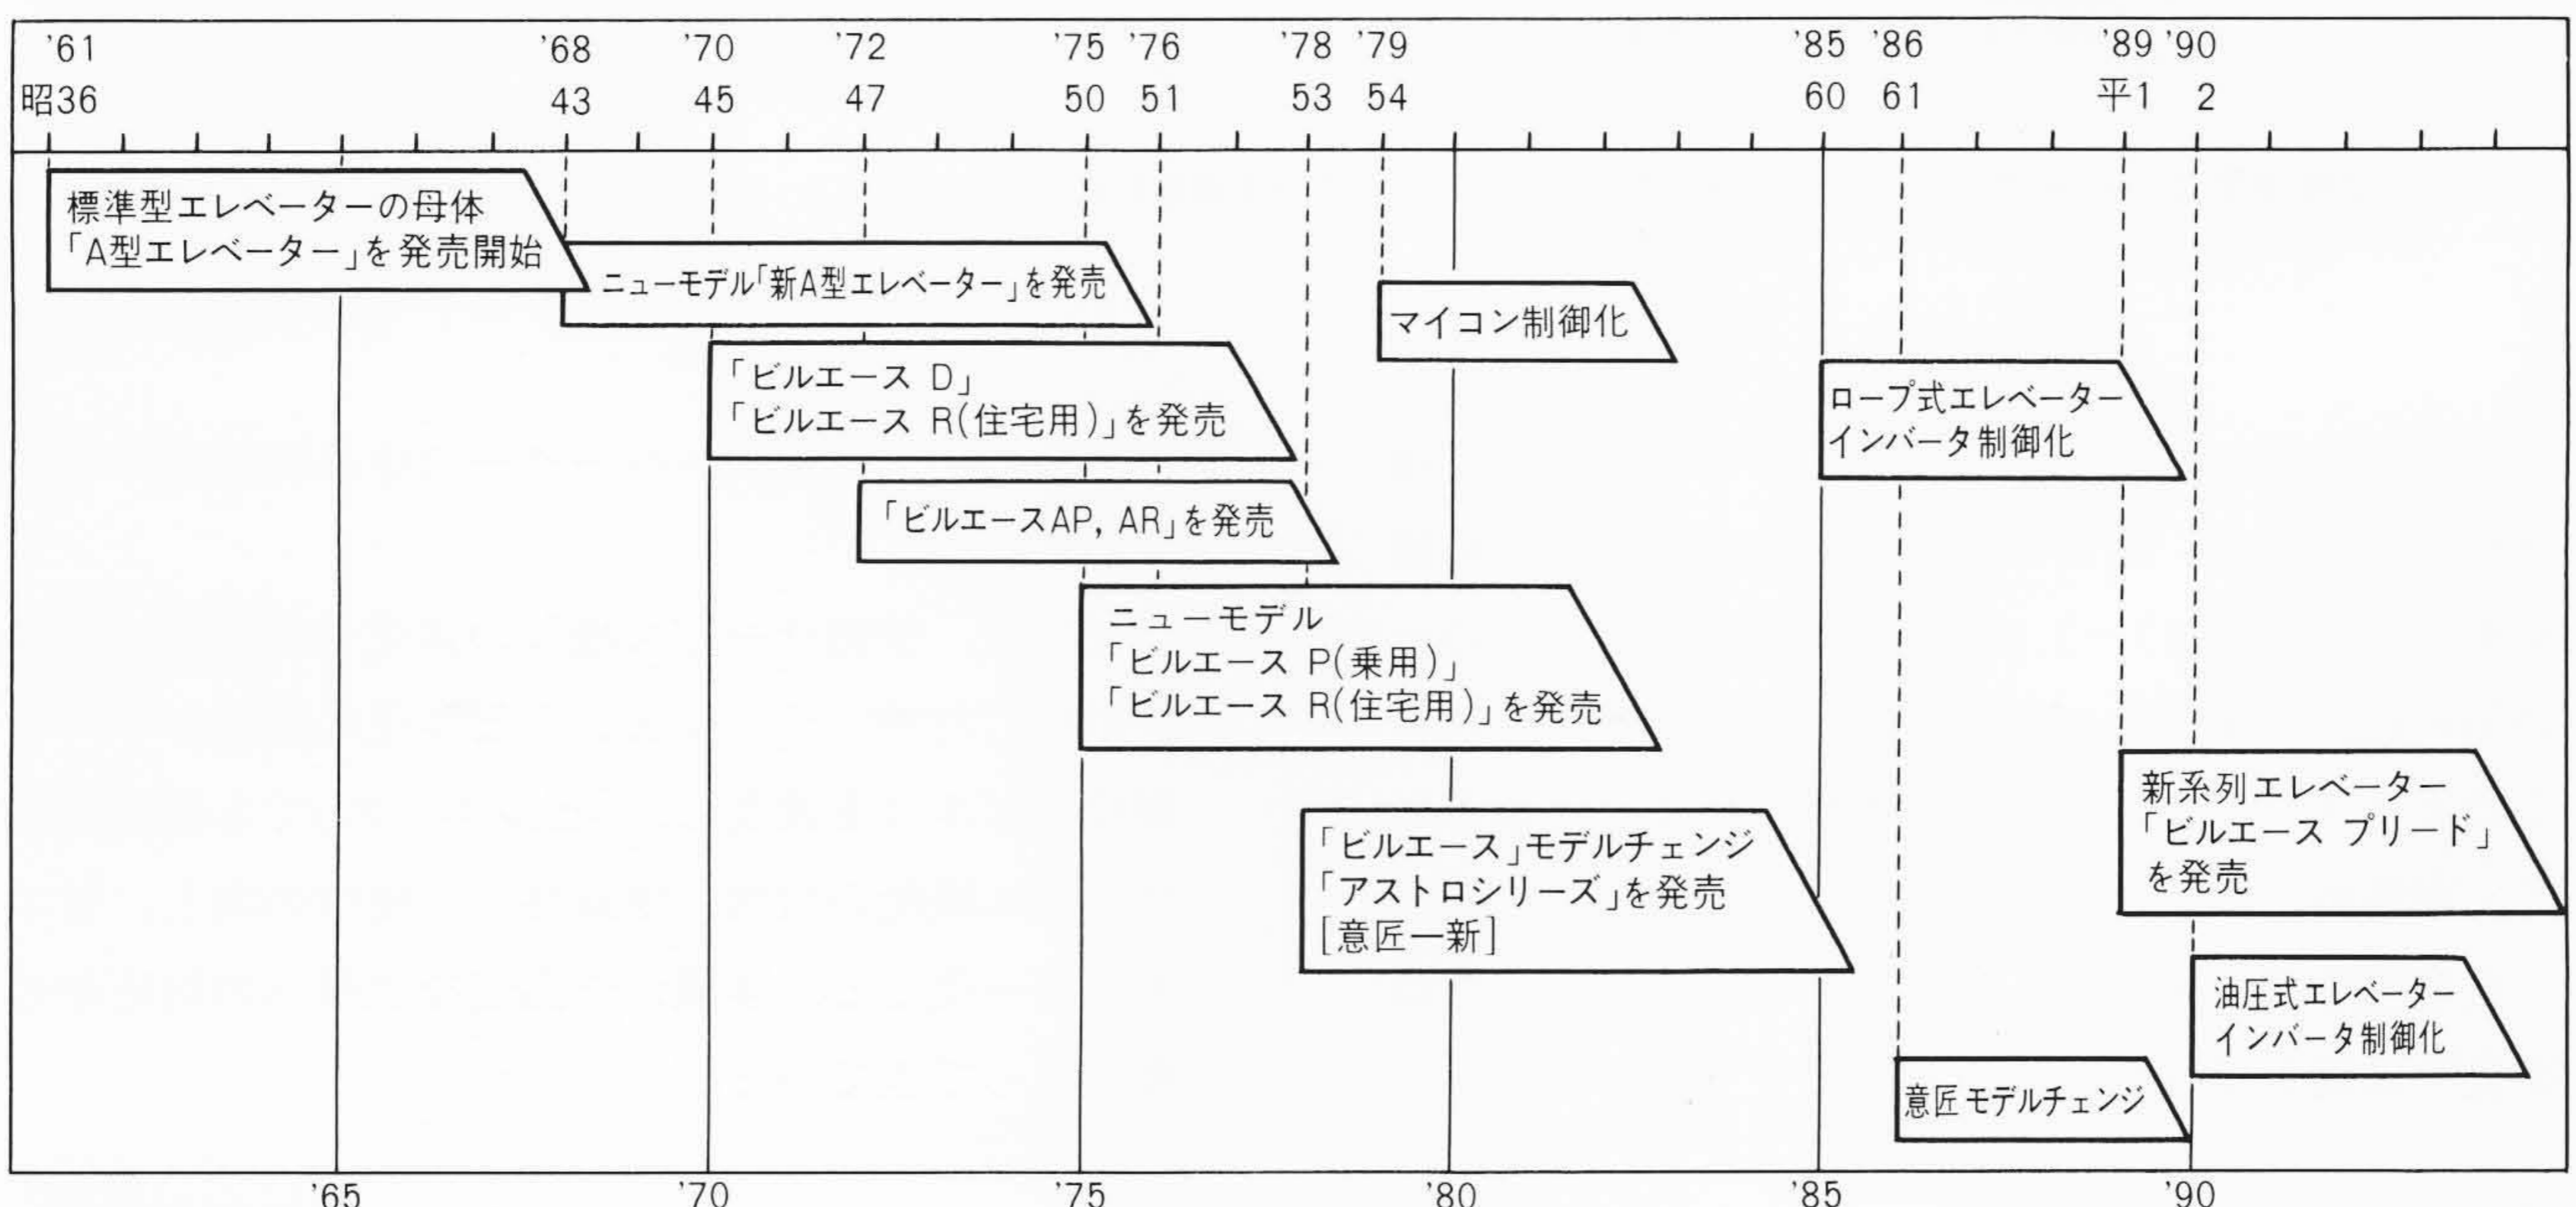 '61 '68 '70 '72 '75 '76 '78 '79 '85 '86 '89 '90
昭36 43 45 47 50 51 53 54 60 61 平1 2
標準型エレベーターの母体
「A型エレベーター」を発売開始
ニューモデル「新A型エレベーター」を発売
マイコン制御化
「ビルエース D」
「ビルエース R(住宅用)」を発売
ロープ式エレベーター
インバータ制御化
「ビルエースAP, AR」を発売
ニューモデル
「ビルエース P(乗用)」
「ビルエース R(住宅用)」を発売
新系列エレベーター
「ビルエース プリード」
を発売
「ビルエース」モデルチェンジ
「アストロシリーズ」を発売
[意匠一新]
油圧式エレベーター
インバータ制御化
意匠モデルチェンジ
'65 '70 '75 '80 '85 '90